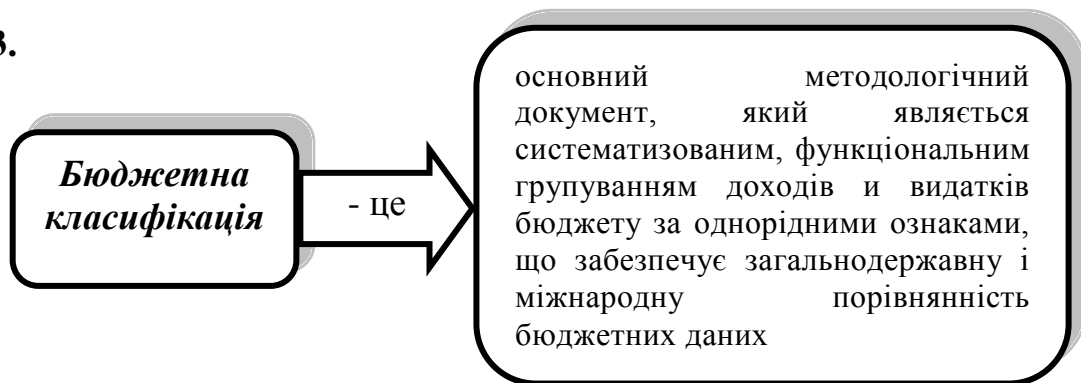 3.
Бюджетна
класифікація
- це
основний методологічний
документ, який являється
систематизованим, функціональним
групуванням доходів и видатків
бюджету за однорідними ознаками,
що забезпечує загальнодержавну і
міжнародну порівнянність
бюджетних даних